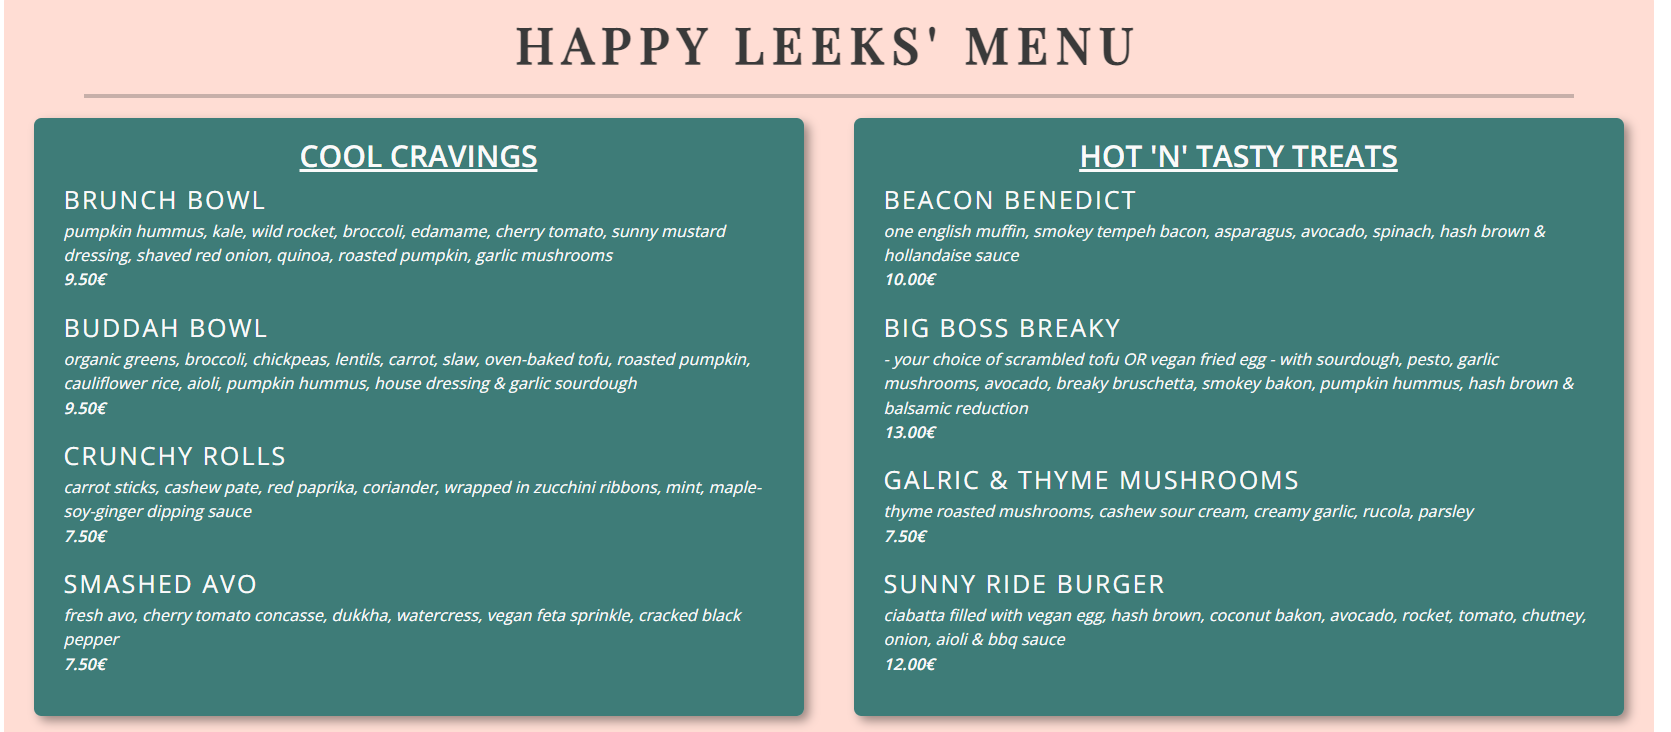 HAPPY LEEKS' MENU
COOL CRAVINGS
BRUNCH BOWL
pumpkin hummus, kale, wild rocket, broccoli, edamame, cherry tomato, sunny mustard
dressing, shaved red onion, quinoa, roasted pumpkin, garlic mushrooms
9.50€
BUDDAH BOWL
organic greens, broccoli, chickpeas, lentils, carrot, slaw, oven-baked tofu, roasted pumpkin,
cauliflower rice, aioli, pumpkin hummus, house dressing & garlic sourdough
9.50€
CRUNCHY ROLLS
carrot sticks, cashew pate, red paprika, coriander, wrapped in zucchini ribbons, mint, maple-
soy-ginger dipping sauce
7.50€
SMASHED AVO
fresh avo, cherry tomato concasse, dukkha, watercress, vegan feta sprinkle, cracked black
pepper
7.50€
HOT 'N' TASTY TREATS
BEACON BENEDICT
one english muffin, smokey tempeh bacon, asparagus, avocado, spinach, hash brown &
hollandaise sauce
10.00€
BIG BOSS BREAKY
- your choice of scrambled tofu OR vegan fried egg - with sourdough, pesto, garlic
mushrooms, avocado, breaky bruschetta, smokey bakon, pumpkin hummus, hash brown &
balsamic reduction
13.00€
GALRIC & THYME MUSHROOMS
thyme roasted mushrooms, cashew sour cream, creamy garlic, rucola, parsley
7.50€
SUNNY RIDE BURGER
ciabatta filled with vegan egg, hash brown, coconut bakon, avocado, rocket, tomato, chutney,
onion, aioli & bbq sauce
12.00€